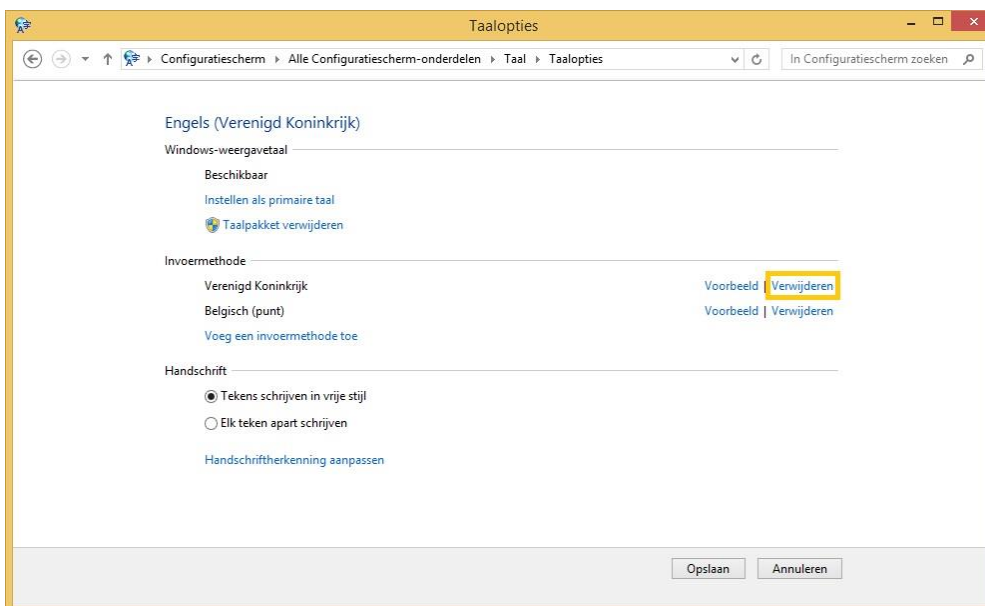 Taalopties
Configuratiescherm Alle Configuratiescherm-onderdelen Taal Taalopties In Configuratiescherm zoeken
Engels (Verenigd Koninkrijk)
Windows-weergavetaal
Beschikbaar
Instellen als primaire taal
Taalpakket verwijderen
Invoermethode
Verenigd Koninkrijk Voorbeeld | Verwijderen
Belgisch (punt) Voorbeeld | Verwijderen
Voeg een invoermethode toe
Handschrift
Tekens schrijven in vrije stijl
Elk teken apart schrijven
Handschriftherkenning aanpassen
Opslaan Annuleren